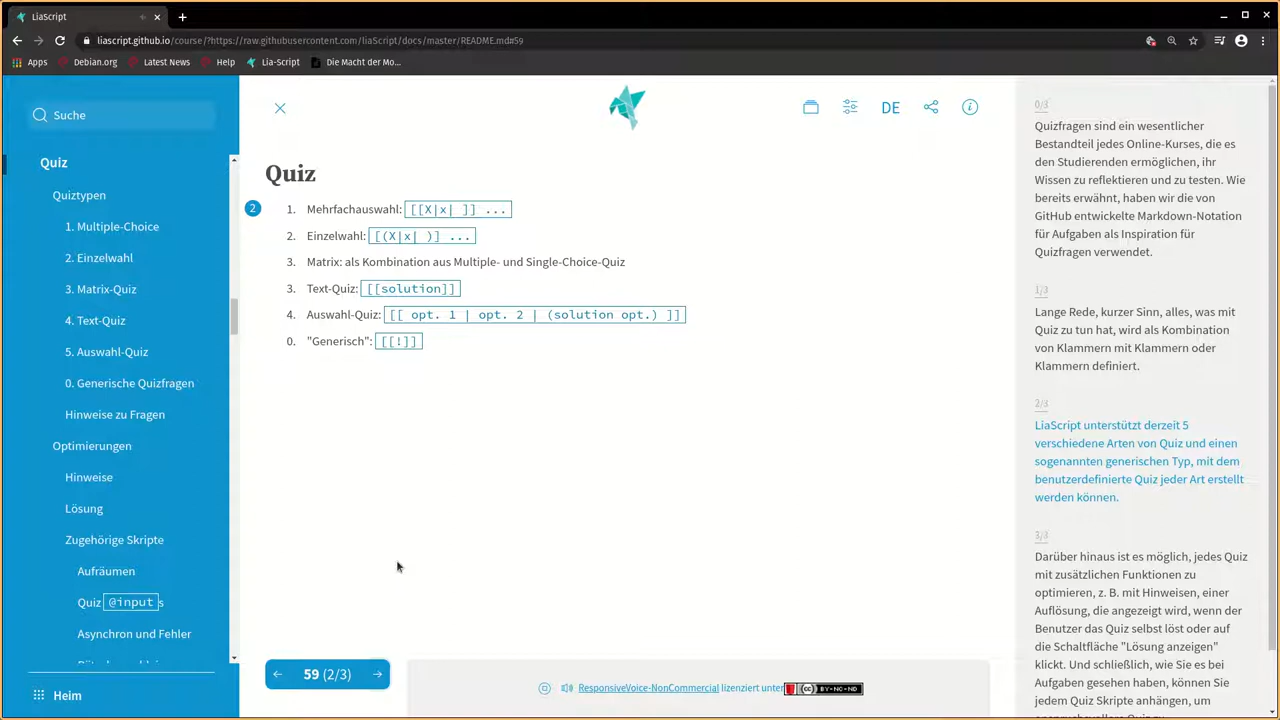 LiaScript
liascript.github.io/course/?https://raw.githubusercontent.com/liaScript/docs/master/README.md#59
Apps Debian.org Latest News Help Lia-Script Die Macht der Mo...
Suche
Quiz
Quiztypen
1. Multiple-Choice
2. Einzelwahl
3. Matrix-Quiz
4. Text-Quiz
5. Auswahl-Quiz
0. Generische Quizfragen
Hinweise zu Fragen
Optimierungen
Hinweise
Lösung
Zugehörige Skripte
Aufräumen
Quiz @input s
Asynchron und Fehler
Heim
DE
Quiz
2
1. Mehrfachauswahl: [[X|x| ]] ...
2. Einzelwahl: [(X|x| )] ...
3. Matrix: als Kombination aus Multiple- und Single-Choice-Quiz
3. Text-Quiz: [[solution]]
4. Auswahl-Quiz: [[ opt. 1 | opt. 2 | (solution opt.) ]]
0. "Generisch": [[!]]
59 (2/3)
ResponsiveVoice-NonCommercial lizenziert unter
CC BY-NC-ND
0/3
Quizfragen sind ein wesentlicher
Bestandteil jedes Online-Kurses, die es
den Studierenden ermöglichen, ihr
Wissen zu reflektieren und zu testen. Wie
bereits erwähnt, haben wir die von
GitHub entwickelte Markdown-Notation
für Aufgaben als Inspiration für
Quizfragen verwendet.
1/3
Lange Rede, kurzer Sinn, alles, was mit
Quiz zu tun hat, wird als Kombination
von Klammern mit Klammern oder
Klammern definiert.
2/3
LiaScript unterstützt derzeit 5
verschiedene Arten von Quiz und einen
sogenannten generischen Typ, mit dem
benutzerdefinierte Quiz jeder Art erstellt
werden können.
3/3
Darüber hinaus ist es möglich, jedes Quiz
mit zusätzlichen Funktionen zu
optimieren, z. B. mit Hinweisen, einer
Auflösung, die angezeigt wird, wenn der
Benutzer das Quiz selbst löst oder auf
die Schaltfläche "Lösung anzeigen"
klickt. Und schließlich, wie Sie es bei
Aufgaben gesehen haben, können Sie
jedem Quiz Skripte anhängen, um